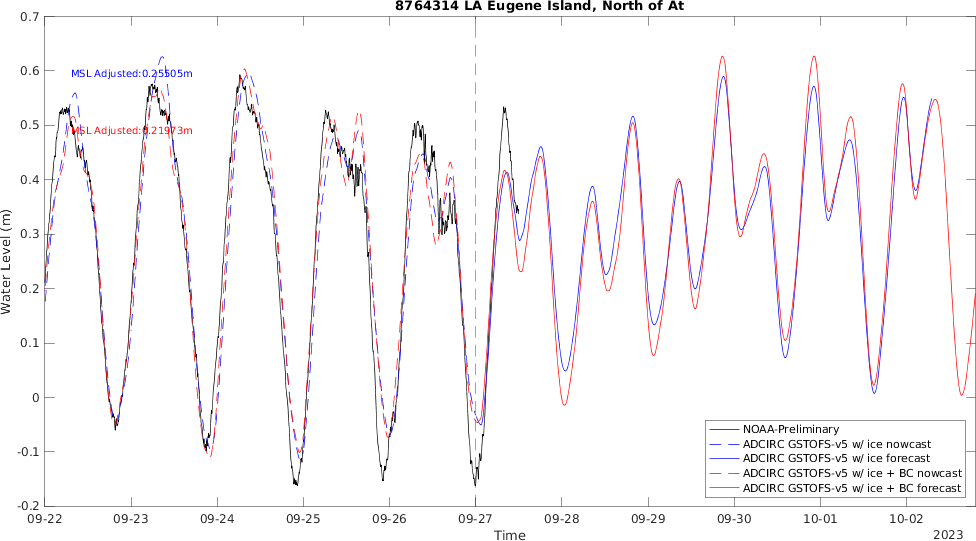 8764314 LA Eugene Island, North of At
0.7
0.6
0.5
0.4
0.3
0.2
0.1
0
-0.1
-0.2
Water Level (m)
MSL Adjusted:0.25505m
MSL Adjusted:0.21973m
NOAA-Preliminary
ADCIRC GSTOFS-v5 w/ ice nowcast
ADCIRC GSTOFS-v5 w/ ice forecast
ADCIRC GSTOFS-v5 w/ ice + BC nowcast
ADCIRC GSTOFS-v5 w/ ice + BC forecast
09-22 09-23 09-24 09-25 09-26 09-27 09-28 09-29 09-30 10-01 10-02
Time
2023